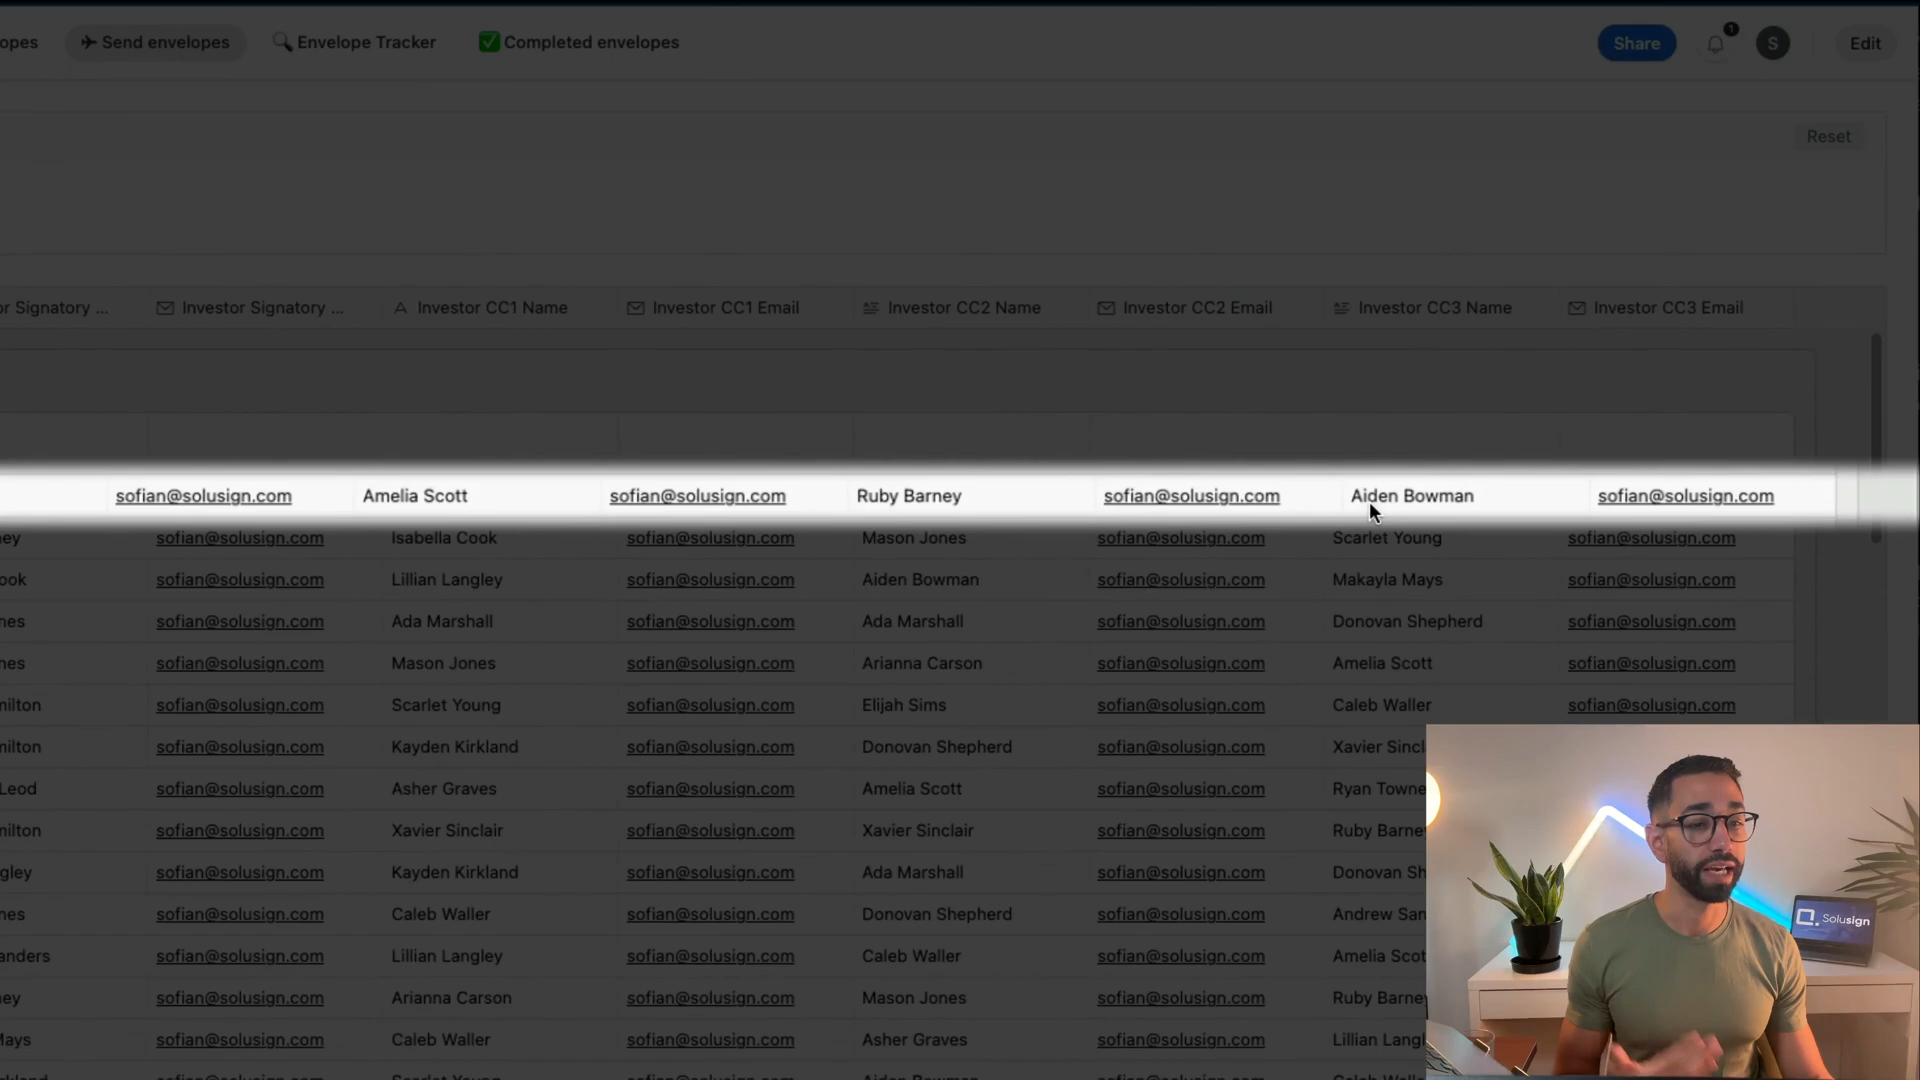 opes ✈ Send envelopes 🔍 Envelope Tracker ✅ Completed envelopes Share 1 S Edit
Reset
or Signatory ... Investor Signatory ... Investor CC1 Name Investor CC1 Email Investor CC2 Name Investor CC2 Email Investor CC3 Name Investor CC3 Email
sofian@solusign.com Amelia Scott sofian@solusign.com Ruby Barney sofian@solusign.com Aiden Bowman sofian@solusign.com
ey sofian@solusign.com Isabella Cook sofian@solusign.com Mason Jones sofian@solusign.com Scarlet Young sofian@solusign.com
ook sofian@solusign.com Lillian Langley sofian@solusign.com Aiden Bowman sofian@solusign.com Makayla Mays sofian@solusign.com
nes sofian@solusign.com Ada Marshall sofian@solusign.com Ada Marshall sofian@solusign.com Donovan Shepherd sofian@solusign.com
nes sofian@solusign.com Mason Jones sofian@solusign.com Arianna Carson sofian@solusign.com Amelia Scott sofian@solusign.com
milton sofian@solusign.com Scarlet Young sofian@solusign.com Elijah Sims sofian@solusign.com Caleb Waller sofian@solusign.com
milton sofian@solusign.com Kayden Kirkland sofian@solusign.com Donovan Shepherd sofian@solusign.com Xavier Sincl
Leod sofian@solusign.com Asher Graves sofian@solusign.com Amelia Scott sofian@solusign.com Ryan Towne
milton sofian@solusign.com Xavier Sinclair sofian@solusign.com Xavier Sinclair sofian@solusign.com Ruby Barne
gley sofian@solusign.com Kayden Kirkland sofian@solusign.com Ada Marshall sofian@solusign.com Donovan Sh
nes sofian@solusign.com Caleb Waller sofian@solusign.com Donovan Shepherd sofian@solusign.com Andrew San
anders sofian@solusign.com Lillian Langley sofian@solusign.com Caleb Waller sofian@solusign.com Amelia Scot
ey sofian@solusign.com Arianna Carson sofian@solusign.com Mason Jones sofian@solusign.com Ruby Barne
Mays sofian@solusign.com Caleb Waller sofian@solusign.com Asher Graves sofian@solusign.com Lillian Langl
Solusign